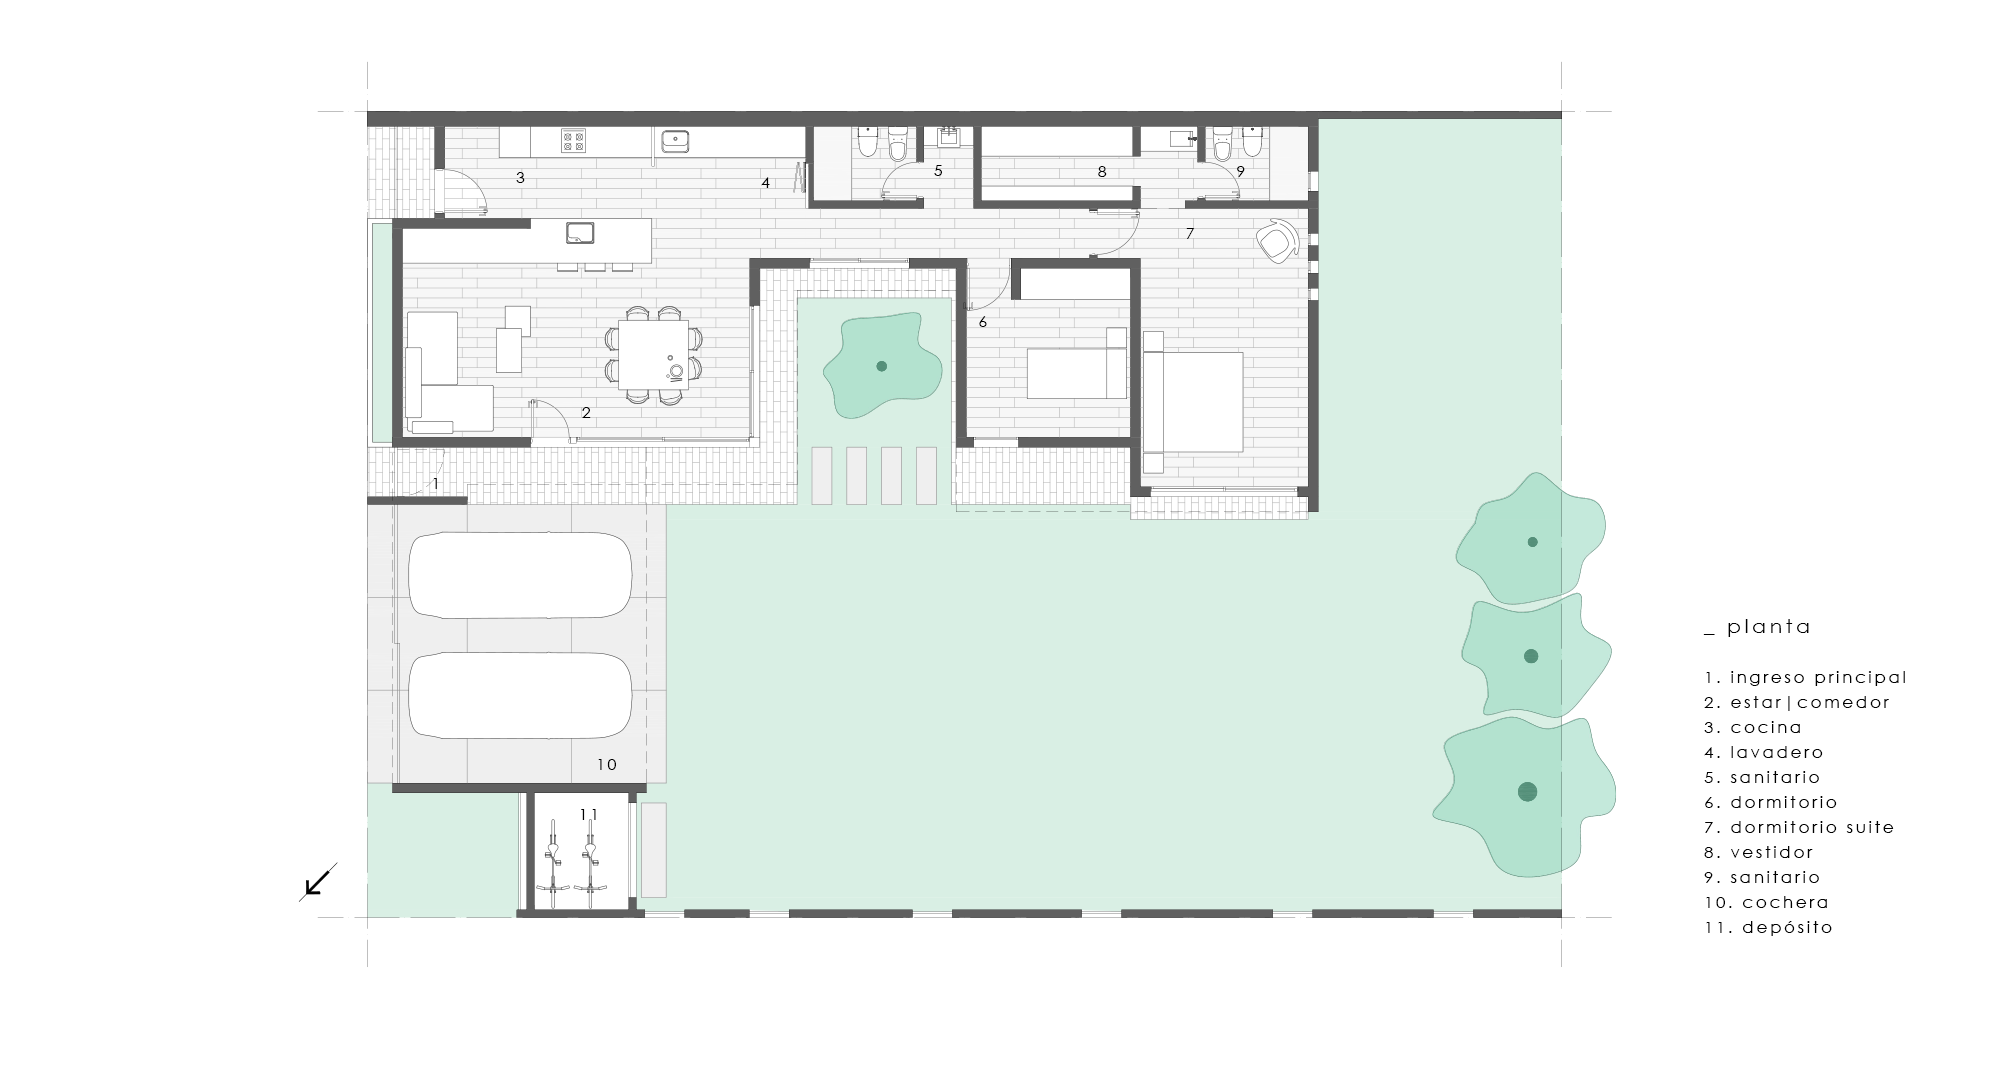 3
4
5
8
9
7
6
2
1
10
11
_ planta
1. ingreso principal
2. estar|comedor
3. cocina
4. lavadero
5. sanitario
6. dormitorio
7. dormitorio suite
8. vestidor
9. sanitario
10. cochera
11. depósito